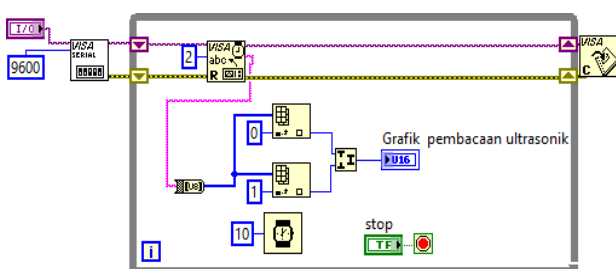 I/O
VISA
SERIAL
9600
VISA
abc
R
2
VISA
C
0
Grafik pembacaan ultrasonik
U16
[U8]
1
10
stop
TF
i